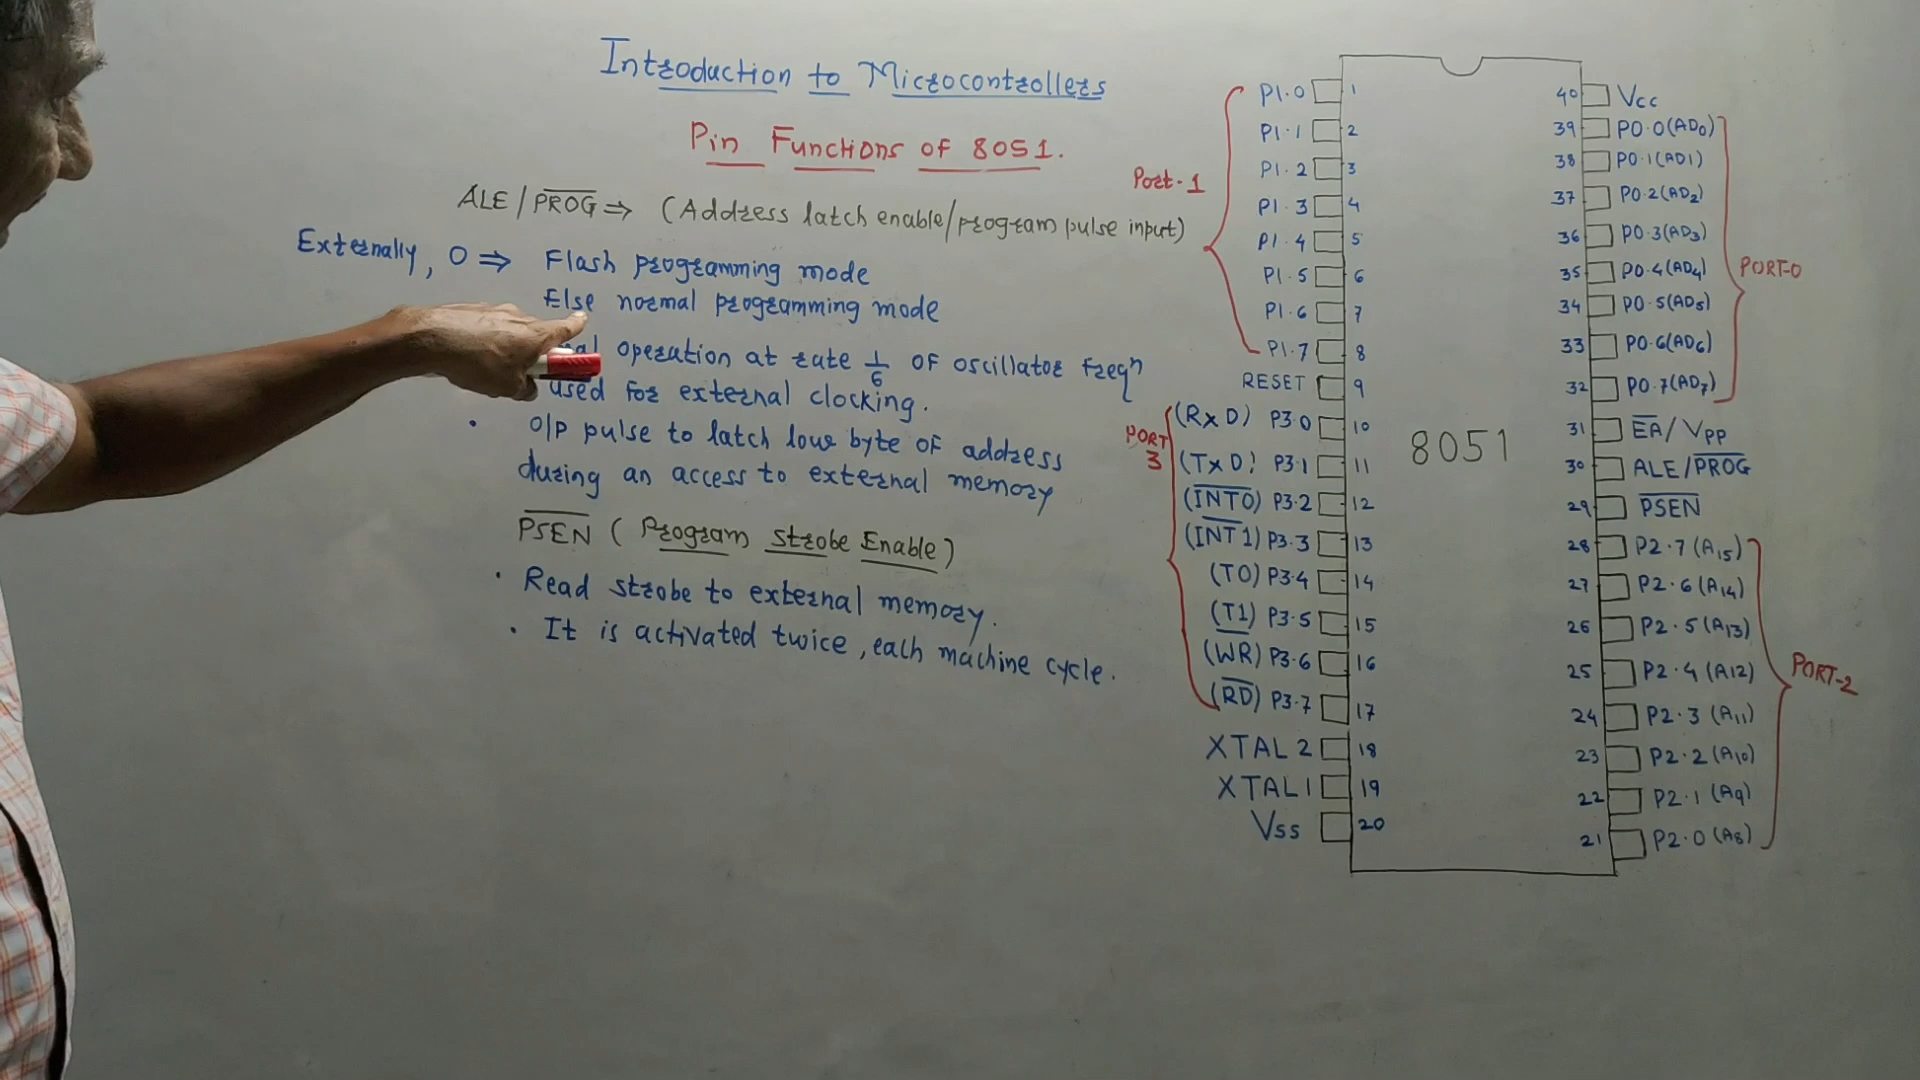 Introduction to Microcontrollers
Pin Functions of 8051.
ALE/P̅R̅O̅G̅ ⇒ (Address latch enable/program pulse input)
Externally, 0 ⇒ Flash programming mode
Else normal programming mode
operation at rate 1/6 of oscillator freqn
used for external clocking.
· O/P pulse to latch low byte of address
during an access to external memory
P̅S̅E̅N̅ (Program strobe Enable)
· Read strobe to external memory.
· It is activated twice, each machine cycle.
Port-1
P1.0 1
P1.1 2
P1.2 3
P1.3 4
P1.4 5
P1.5 6
P1.6 7
P1.7 8
RESET 9
PORT 3
(RxD) P3.0 10
(TxD) P3.1 11
(I̅N̅T̅0̅) P3.2 12
(I̅N̅T̅1) P3.3 13
(T0) P3.4 14
(T1) P3.5 15
(W̅R̅) P3.6 16
(R̅D̅) P3.7 17
XTAL 2 18
XTAL1 19
Vss 20
8051
40 Vcc
39 P0.0(AD0)
38 P0.1(AD1)
37 P0.2(AD2)
36 P0.3(AD3)
35 P0.4(AD4)
34 P0.5(AD5)
33 P0.6(AD6)
32 P0.7(AD7)
PORT-0
31 E̅A̅/VPP
30 ALE/P̅R̅O̅G̅
29 P̅S̅E̅N̅
28 P2.7(A15)
27 P2.6(A14)
26 P2.5(A13)
25 P2.4(A12)
24 P2.3(A11)
23 P2.2(A10)
22 P2.1(A9)
21 P2.0(A8)
PORT-2